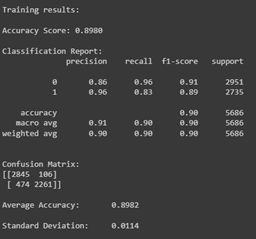 Training results:
Accuracy Score: 0.8980
Classification Report:
precision recall f1-score support
0 0.86 0.96 0.91 2951
1 0.96 0.83 0.89 2735
accuracy 0.90 5686
macro avg 0.91 0.90 0.90 5686
weighted avg 0.90 0.90 0.90 5686
Confusion Matrix:
[[2845 106]
[ 474 2261]]
Average Accuracy: 0.8982
Standard Deviation: 0.0114